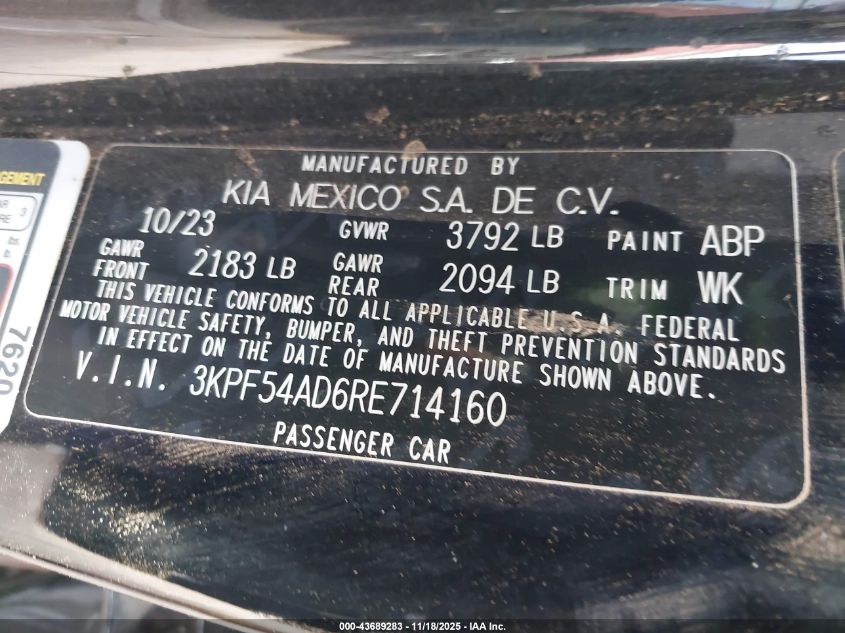 MANUFACTURED BY
KIA MEXICO S.A. DE C.V.
10/23 GVWR 3792 LB PAINT ABP
GAWR FRONT 2183 LB GAWR REAR 2094 LB TRIM WK
THIS VEHICLE CONFORMS TO ALL APPLICABLE U.S.A. FEDERAL
MOTOR VEHICLE SAFETY, BUMPER, AND THEFT PREVENTION STANDARDS
IN EFFECT ON THE DATE OF MANUFACTURE SHOWN ABOVE.
V.I.N. 3KPF54AD6RE714160
PASSENGER CAR
7620
000-43689283 - 11/18/2025 - IAA Inc.